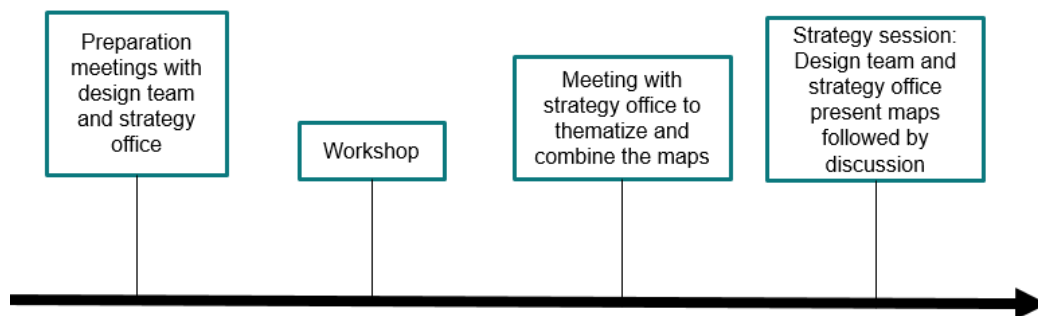 Preparation
meetings with
design team
and strategy
office
Workshop
Meeting with
strategy office to
thematize and
combine the maps
Strategy session:
Design team and
strategy office
present maps
followed by
discussion